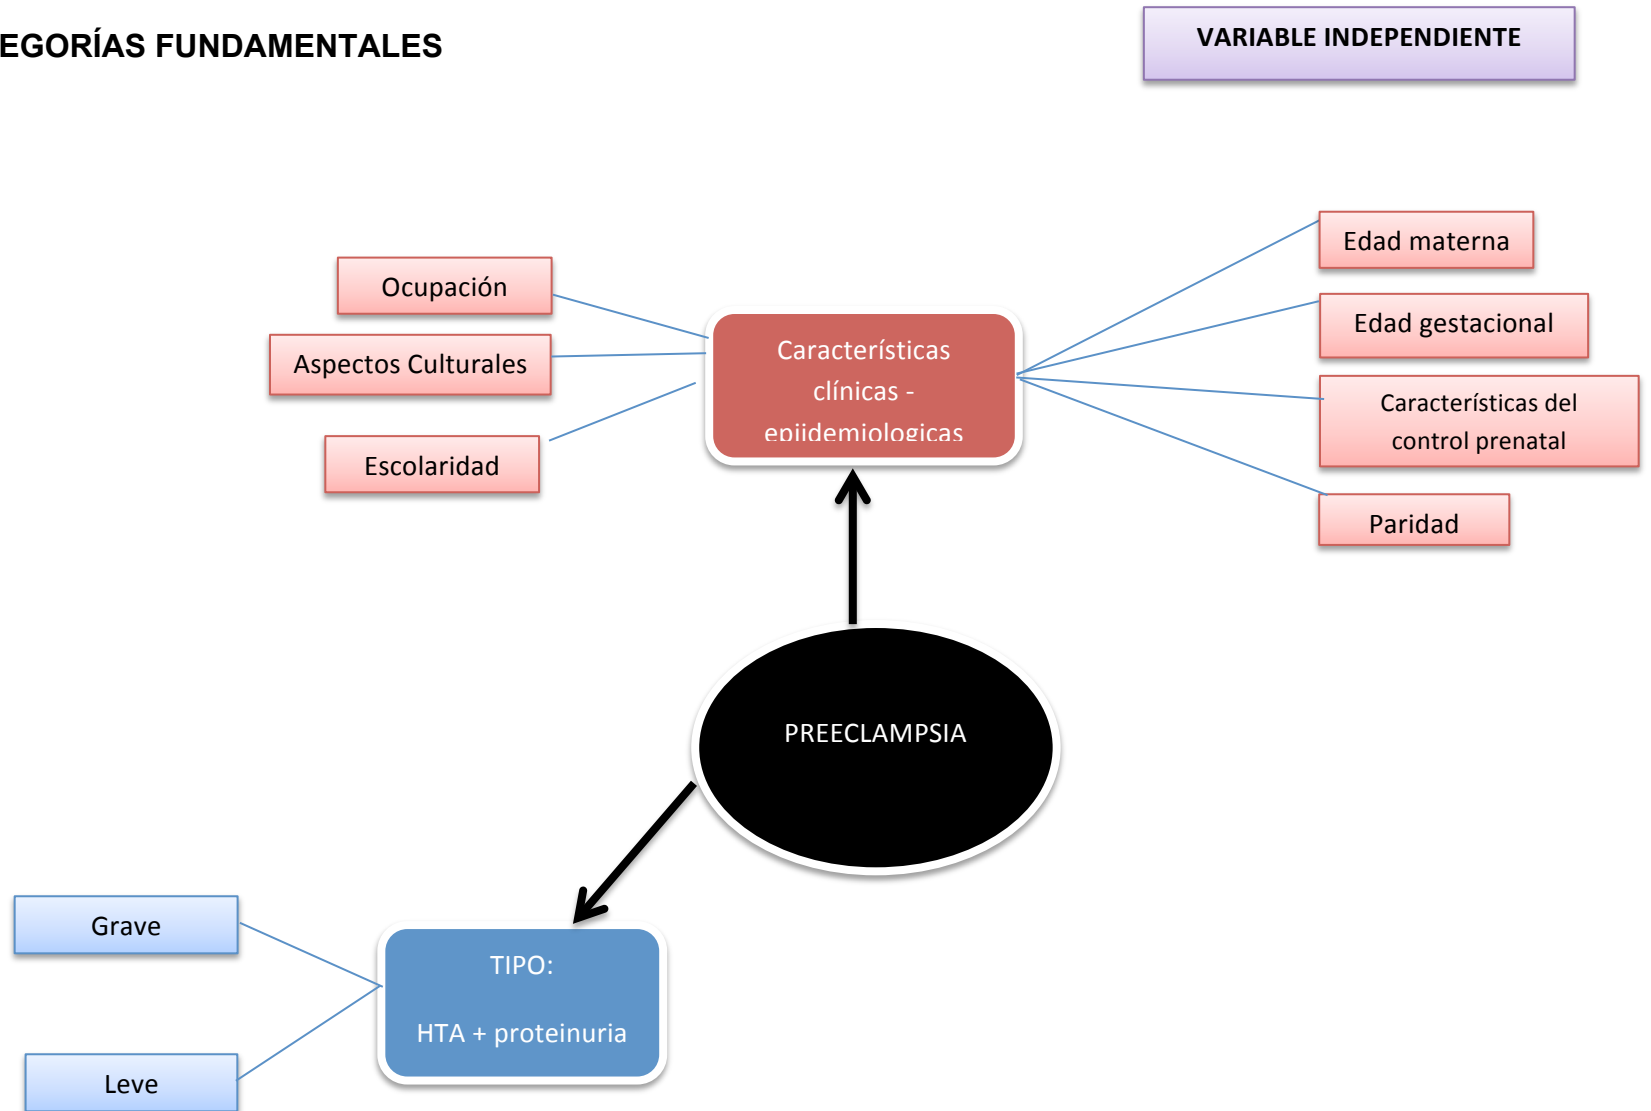 EGORÍAS FUNDAMENTALES
VARIABLE INDEPENDIENTE
Ocupación
Aspectos Culturales
Escolaridad
Características
clínicas -
epiidemiologicas
Edad materna
Edad gestacional
Características del
control prenatal
Paridad
PREECLAMPSIA
Grave
Leve
TIPO:
HTA + proteinuria